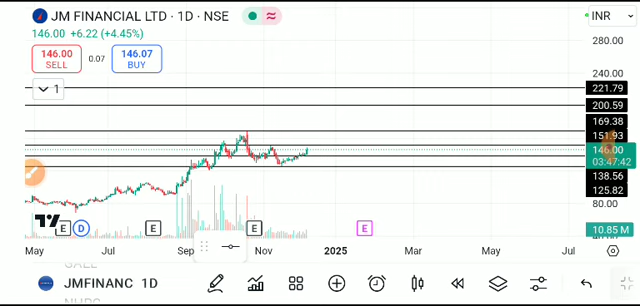 JM FINANCIAL LTD · 1D · NSE
INR
146.00 +6.22 (+4.45%)
146.00
SELL
0.07
146.07
BUY
1
280.00
240.00
221.79
200.59
169.38
151.93
146.00
03:47:42
138.56
125.82
80.00
10.85 M
E
D
E
E
E
May
Jul
Sep
Nov
2025
Mar
May
Jul
JMFINANC 1D